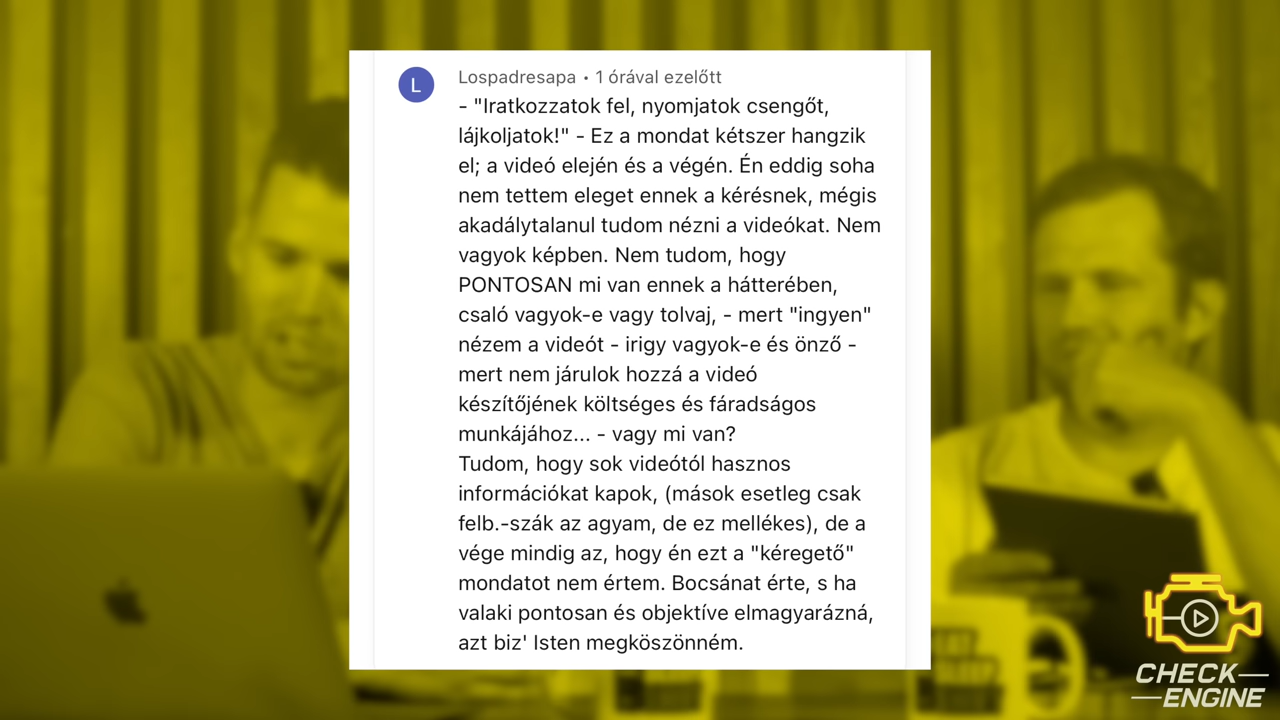 L
Lospadresapa • 1 órával ezelőtt
- "Iratkozzatok fel, nyomjatok csengőt,
lájkoljatok!" - Ez a mondat kétszer hangzik
el; a videó elején és a végén. Én eddig soha
nem tettem eleget ennek a kérésnek, mégis
akadálytalanul tudom nézni a videókat. Nem
vagyok képben. Nem tudom, hogy
PONTOSAN mi van ennek a hátterében,
csaló vagyok-e vagy tolvaj, - mert "ingyen"
nézem a videót - irigy vagyok-e és önző -
mert nem járulok hozzá a videó
készítőjének költséges és fáradságos
munkájához... - vagy mi van?
Tudom, hogy sok videótól hasznos
információkat kapok, (mások esetleg csak
felb.-szák az agyam, de ez mellékes), de a
vége mindig az, hogy én ezt a "kéregető"
mondatot nem értem. Bocsánat érte, s ha
valaki pontosan és objektíve elmagyarázná,
azt biz' Isten megköszönném.
CHECK
ENGINE